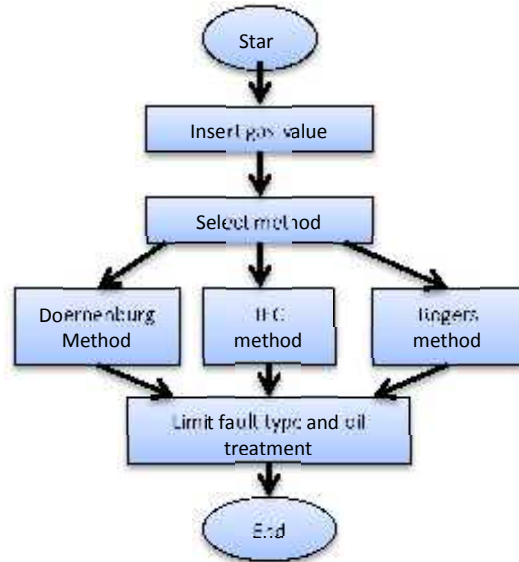 Star
Insert gas value
Select method
Doernenburg
Method
IEC
method
Rogers
method
Limit fault type and oil
treatment
End